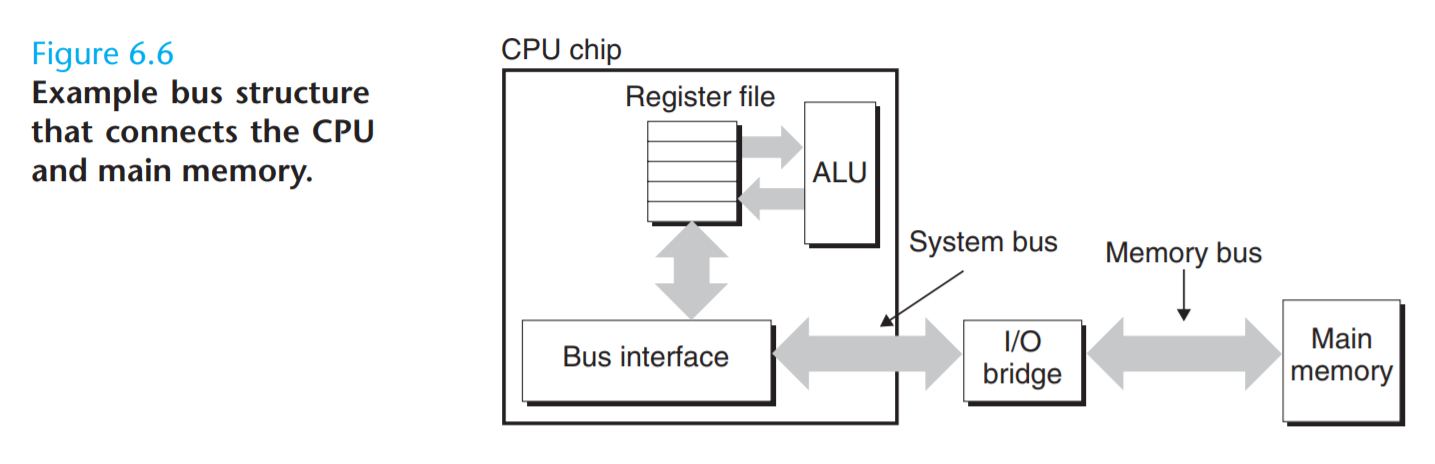 Figure 6.6
Example bus structure
that connects the CPU
and main memory.
CPU chip
Register file
ALU
System bus
Memory bus
Bus interface
I/O
bridge
Main
memory